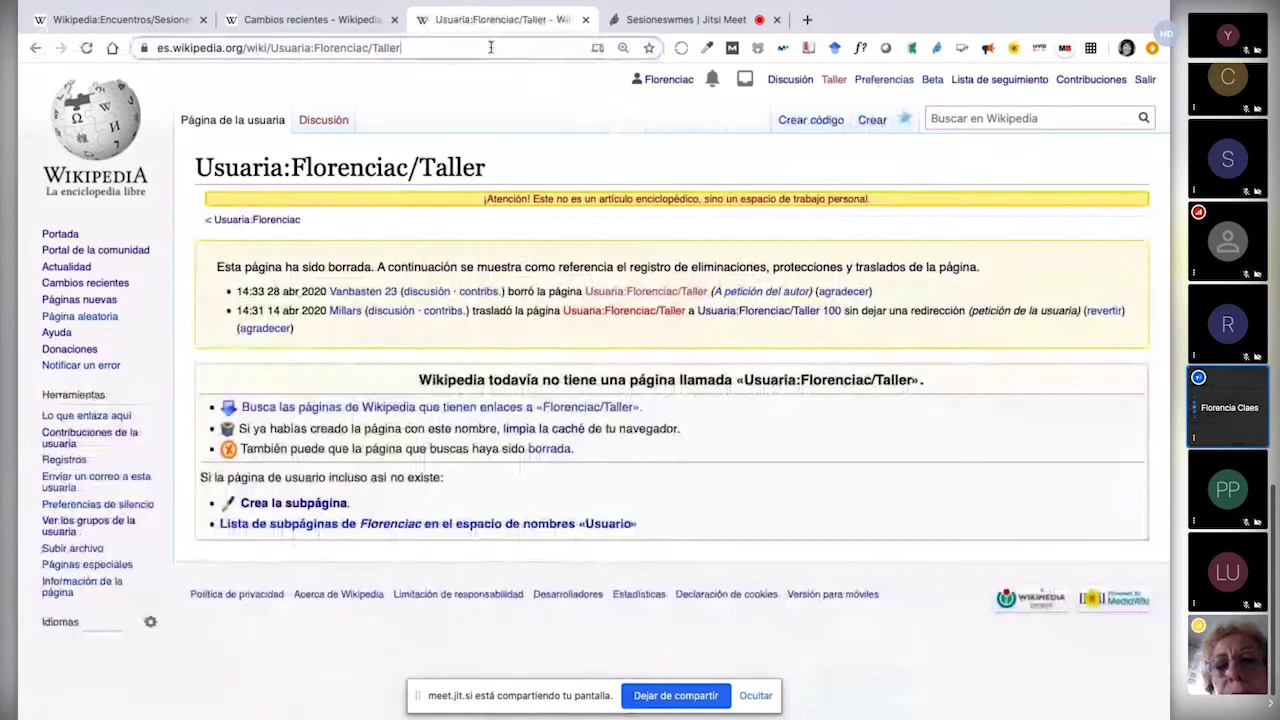 Wikipedia:Encuentros/Sesione
Cambios recientes - Wikipedia
Usuaria:Florenciac/Taller - Wi
Sesioneswmes | Jitsi Meet
es.wikipedia.org/wiki/Usuaria:Florenciac/Taller
HD
Florenciac
Discusión
Taller
Preferencias
Beta
Lista de seguimiento
Contribuciones
Salir
Página de la usuaria
Discusión
Crear código
Crear
Buscar en Wikipedia
WIKIPEDIA
La enciclopedia libre
Usuaria:Florenciac/Taller
¡Atención! Este no es un artículo enciclopédico, sino un espacio de trabajo personal.
< Usuaria:Florenciac
Esta página ha sido borrada. A continuación se muestra como referencia el registro de eliminaciones, protecciones y traslados de la página.
14:33 28 abr 2020 Vanbasten 23 (discusión · contribs.) borró la página Usuaria:Florenciac/Taller (A petición del autor) (agradecer)
14:31 14 abr 2020 Millars (discusión · contribs.) trasladó la página Usuaria:Florenciac/Taller a Usuaria:Florenciac/Taller 100 sin dejar una redirección (petición de la usuaria) (revertir)
(agradecer)
Wikipedia todavía no tiene una página llamada «Usuaria:Florenciac/Taller».
Busca las páginas de Wikipedia que tienen enlaces a «Florenciac/Taller».
Si ya habías creado la página con este nombre, limpia la caché de tu navegador.
También puede que la página que buscas haya sido borrada.
Si la página de usuario incluso así no existe:
Crea la subpágina.
Lista de subpáginas de Florenciac en el espacio de nombres «Usuario»
Portada
Portal de la comunidad
Actualidad
Cambios recientes
Páginas nuevas
Página aleatoria
Ayuda
Donaciones
Notificar un error
Herramientas
Lo que enlaza aquí
Contribuciones de la
usuaria
Registros
Enviar un correo a esta
usuaria
Preferencias de silencio
Ver los grupos de la
usuaria
Subir archivo
Páginas especiales
Información de la
página
Idiomas
Política de privacidad
Acerca de Wikipedia
Limitación de responsabilidad
Desarrolladores
Estadísticas
Declaración de cookies
Versión para móviles
WIKIMEDIA
MediaWiki
meet.jit.si está compartiendo tu pantalla.
Dejar de compartir
Ocultar
Y
C
S
R
Florencia Claes
PP
LU